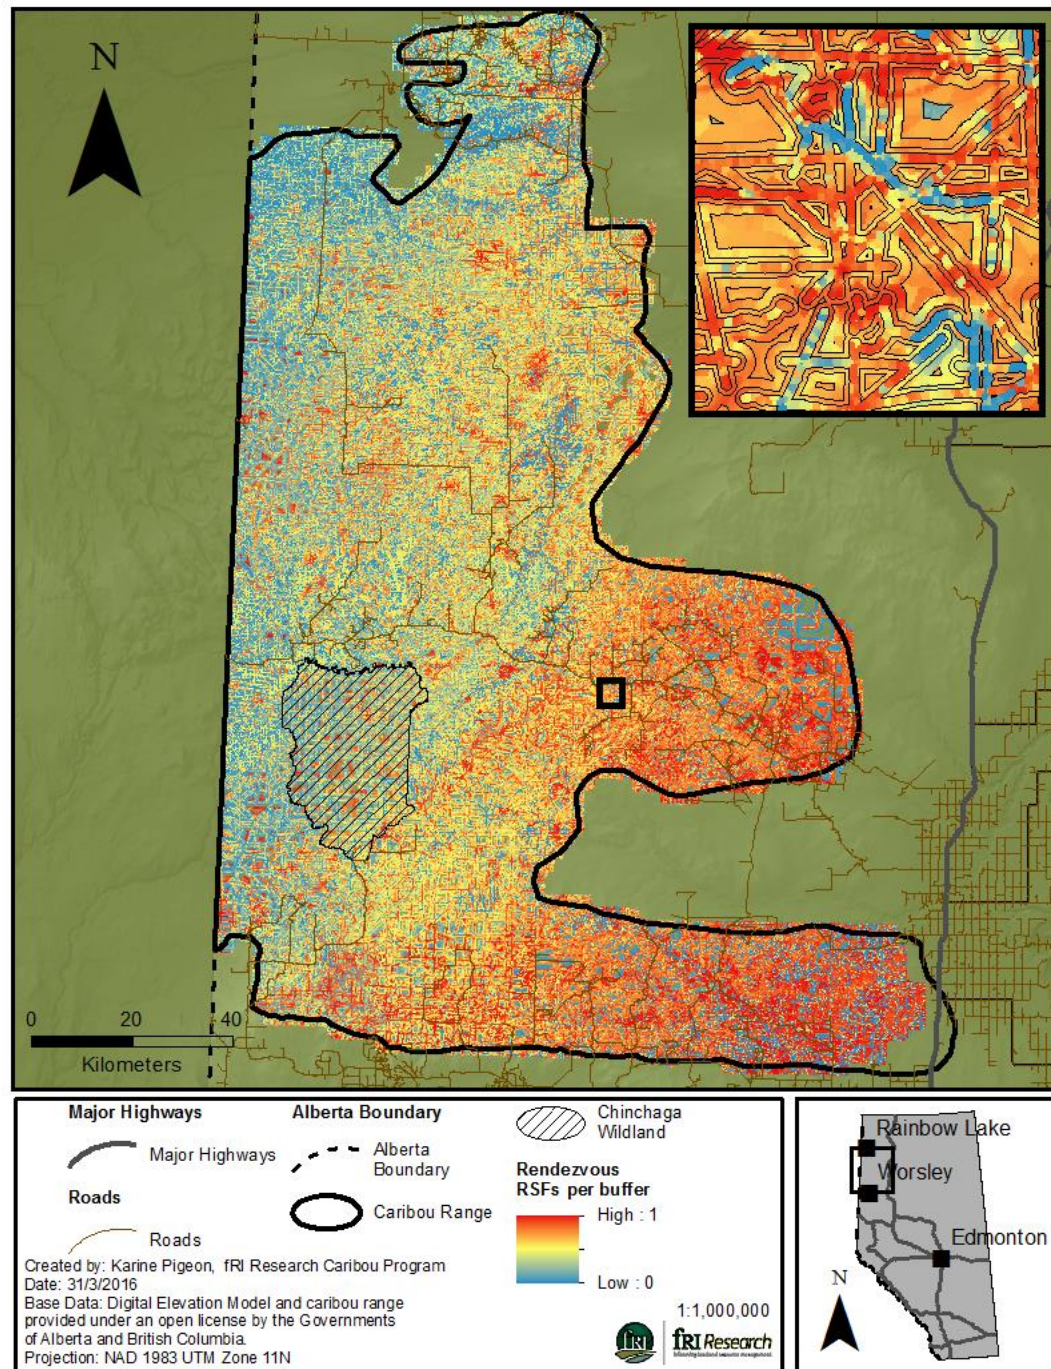 N
0 20 40
Kilometers
Major Highways
Major Highways
Roads
Roads
Alberta Boundary
Alberta
Boundary
Caribou Range
Chinchaga
Wildland
Rendezvous
RSFs per buffer
High : 1
Low : 0
Created by: Karine Pigeon, fRI Research Caribou Program
Date: 31/3/2016
Base Data: Digital Elevation Model and caribou range
provided under an open license by the Governments
of Alberta and British Columbia.
Projection: NAD 1983 UTM Zone 11N
1:1,000,000
fRI
fRI Research
Rainbow Lake
Worsley
Edmonton
N